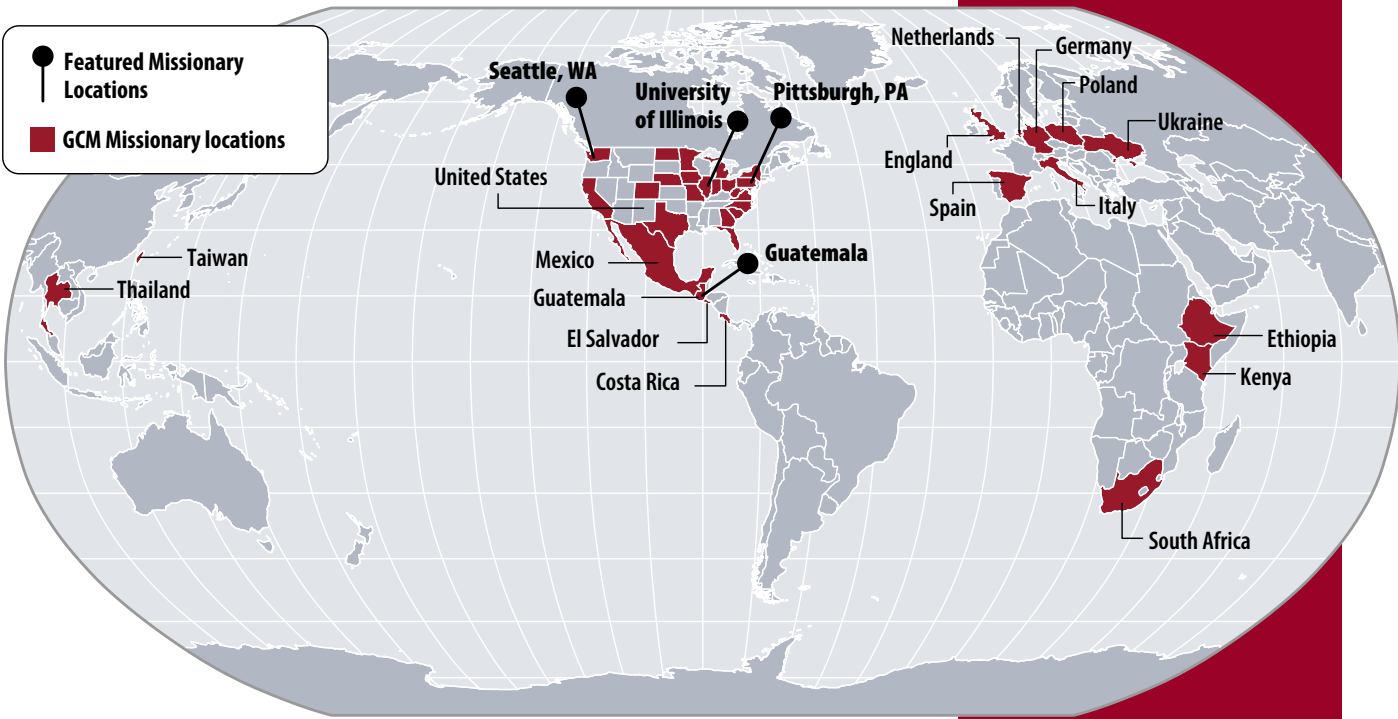 Featured Missionary
Locations
GCM Missionary locations
Seattle, WA
University
of Illinois
Pittsburgh, PA
United States
Mexico
Guatemala
Guatemala
El Salvador
Costa Rica
Taiwan
Thailand
Netherlands
Germany
Poland
Ukraine
England
Spain
Italy
Ethiopia
Kenya
South Africa